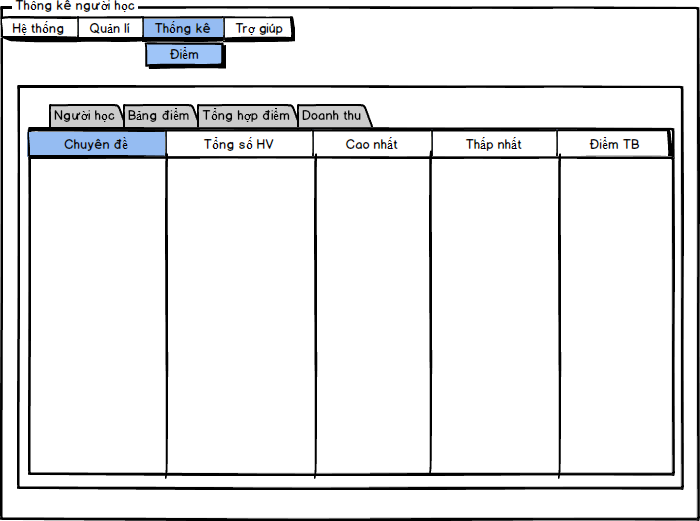 Thống kê người học
Hệ thống Quản lí Thống kê Trợ giúp
Điểm
Người học Bảng điểm Tổng hợp điểm Doanh thu
Chuyên đề Tổng số HV Cao nhất Thấp nhất Điểm TB